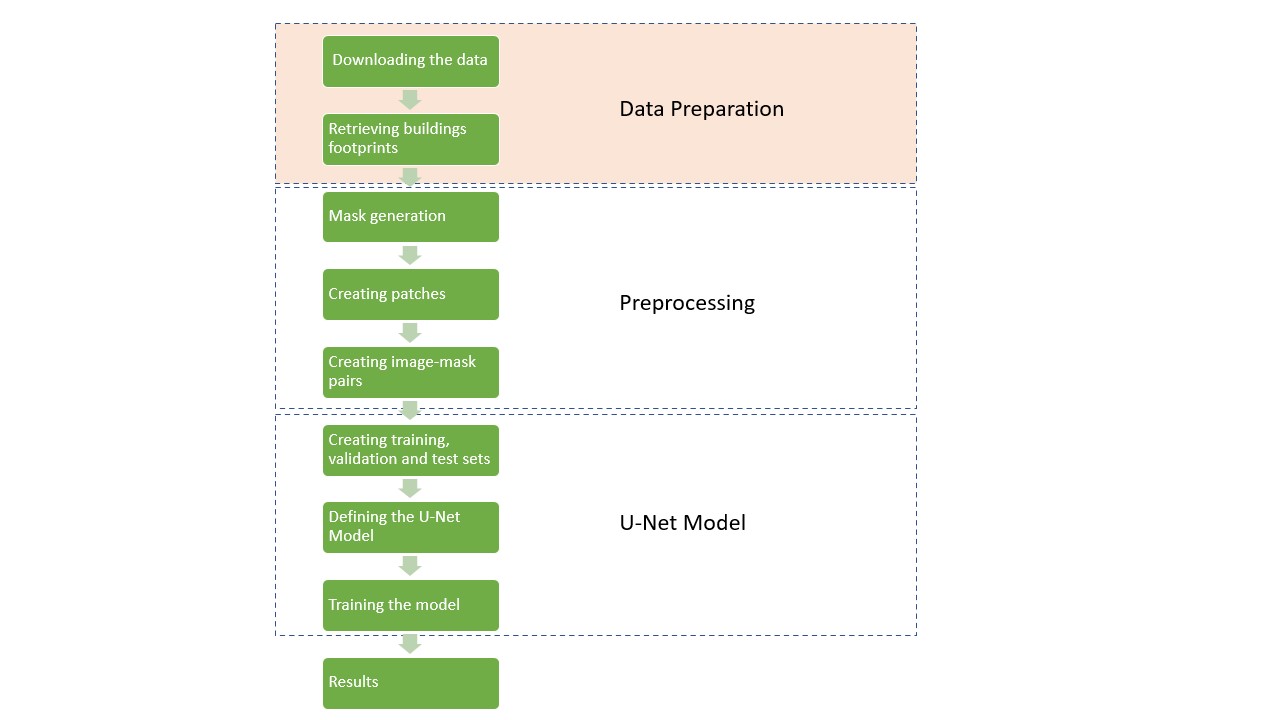 Downloading the data
Retrieving buildings
footprints
Data Preparation
Mask generation
Creating patches
Creating image-mask
pairs
Preprocessing
Creating training,
validation and test sets
Defining the U-Net
Model
Training the model
U-Net Model
Results